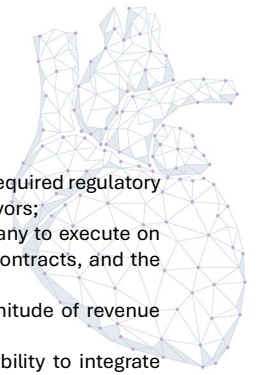 equired regulatory
vors;
any to execute on
ontracts, and the
nitude of revenue
bility to integrate